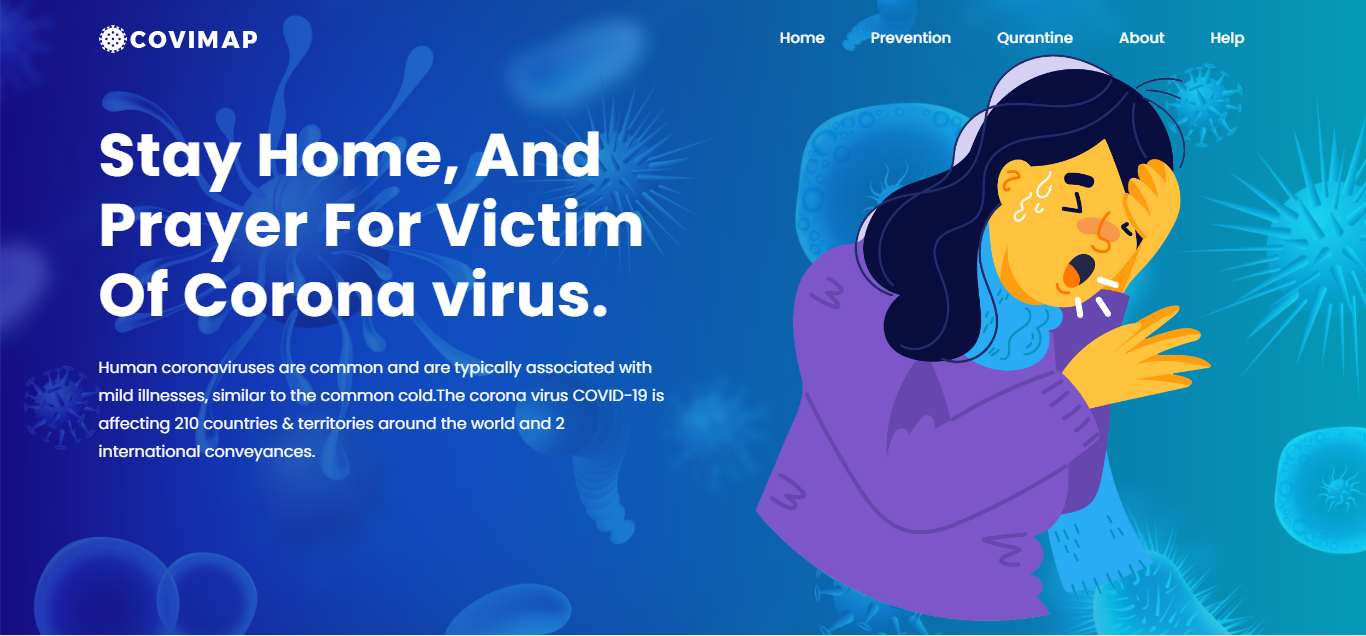 COVIMAP
Home Prevention Qurantine About Help
Stay Home, And
Prayer For Victim
Of Corona virus.
Human coronaviruses are common and are typically associated with
mild illnesses, similar to the common cold.The corona virus COVID-19 is
affecting 210 countries & territories around the world and 2
international conveyances.